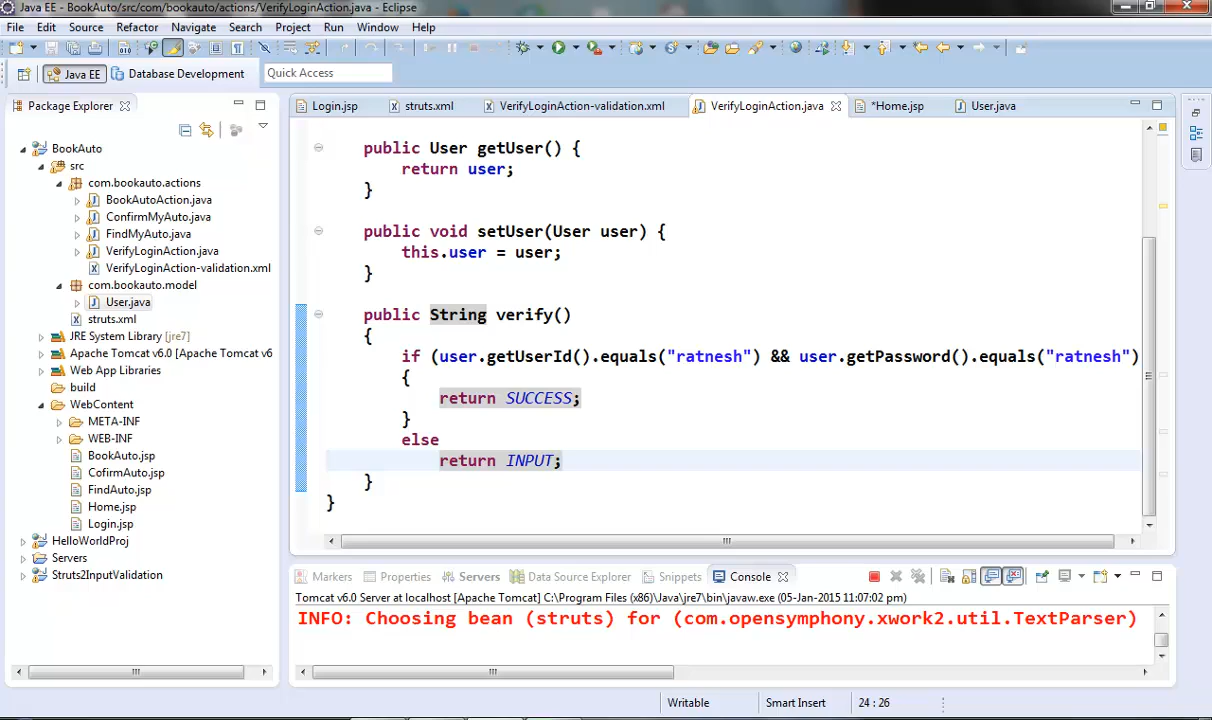 Java EE - BookAuto/src/com/bookauto/actions/VerifyLoginAction.java - Eclipse
File Edit Source Refactor Navigate Search Project Run Window Help
Java EE Database Development Quick Access
Package Explorer
Login.jsp struts.xml VerifyLoginAction-validation.xml VerifyLoginAction.java *Home.jsp User.java
BookAuto
src
com.bookauto.actions
BookAutoAction.java
ConfirmMyAuto.java
FindMyAuto.java
VerifyLoginAction.java
VerifyLoginAction-validation.xml
com.bookauto.model
User.java
struts.xml
JRE System Library [jre7]
Apache Tomcat v6.0 [Apache Tomcat v6
Web App Libraries
build
WebContent
META-INF
WEB-INF
BookAuto.jsp
CofirmAuto.jsp
FindAuto.jsp
Home.jsp
Login.jsp
HelloWorldProj
Servers
Struts2InputValidation
public User getUser() {
return user;
}
public void setUser(User user) {
this.user = user;
}
public String verify()
{
if (user.getUserId().equals("ratnesh") && user.getPassword().equals("ratnesh")
{
return SUCCESS;
}
else
return INPUT;
}
}
Markers Properties Servers Data Source Explorer Snippets Console
Tomcat v6.0 Server at localhost [Apache Tomcat] C:\Program Files (x86)\Java\jre7\bin\javaw.exe (05-Jan-2015 11:07:02 pm)
INFO: Choosing bean (struts) for (com.opensymphony.xwork2.util.TextParser)
Writable Smart Insert 24 : 26